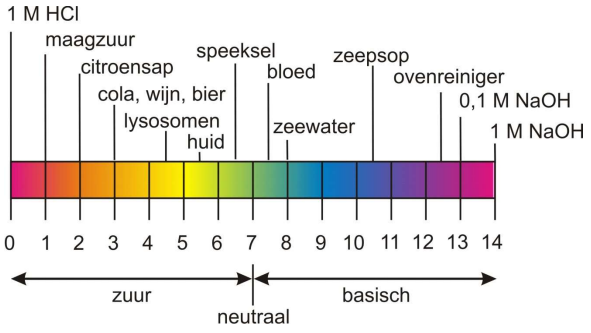 1 M HCl
maagzuur
citroensap
cola, wijn, bier
lysosomen
huid
speeksel
bloed
zeewater
zeepsop
ovenreiniger
0,1 M NaOH
1 M NaOH
0 1 2 3 4 5 6 7 8 9 10 11 12 13 14
zuur
basisch
neutraal